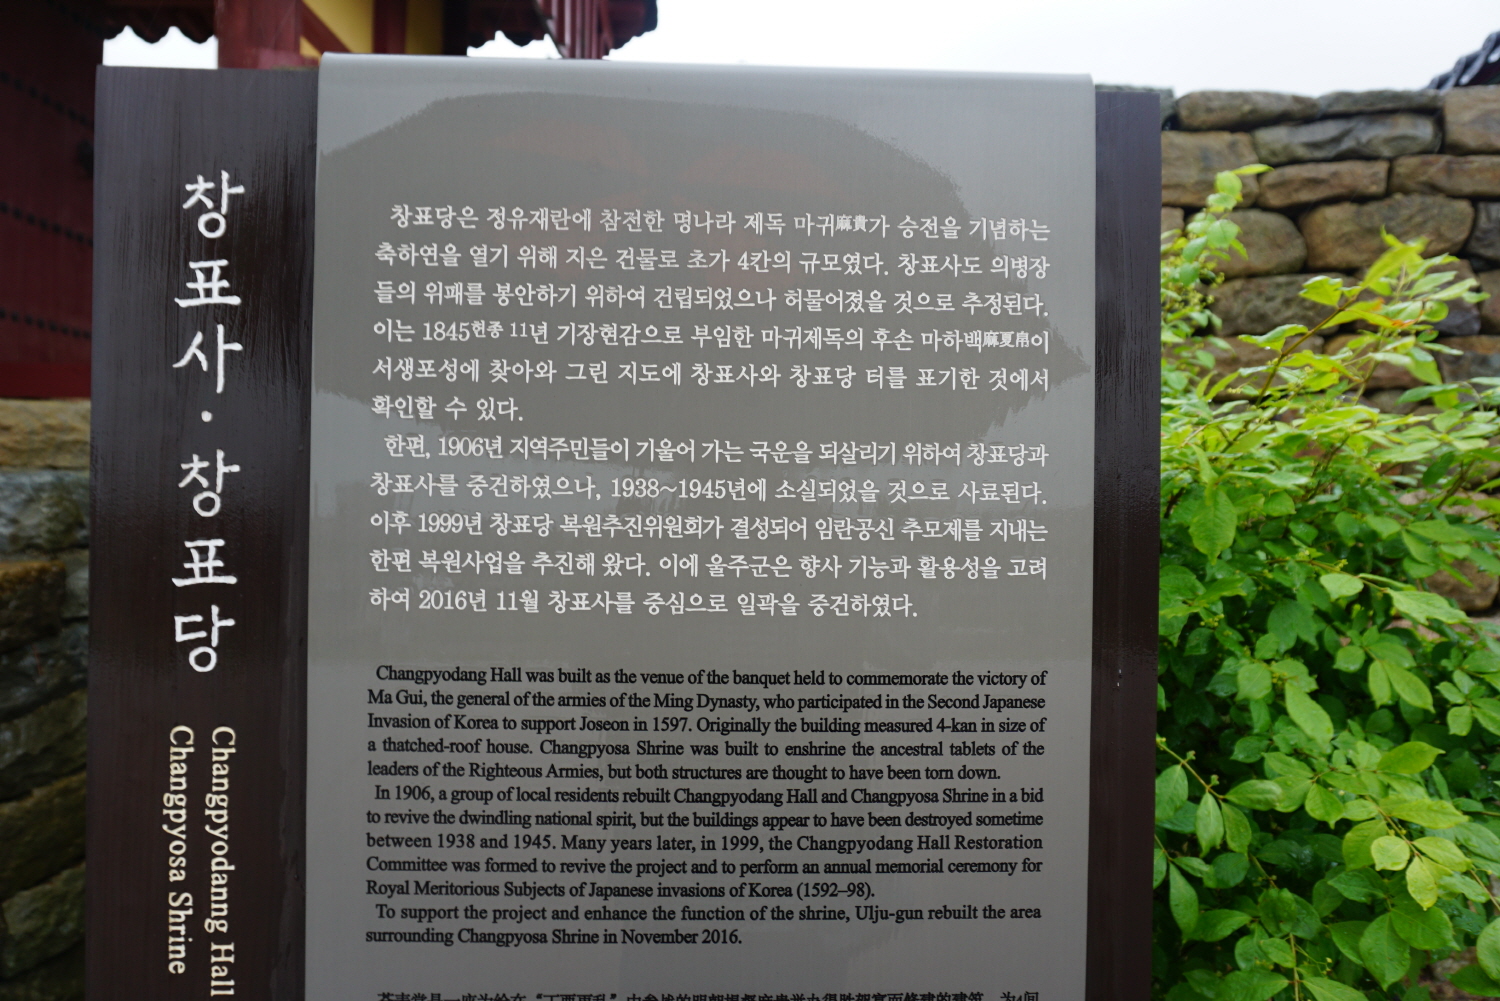 창표사·창표당
Changpyodanng Hall
Changpyosa Shrine
창표당은 정유재란에 참전한 명나라 제독 마귀麻貴가 승전을 기념하는
축하연을 열기 위해 지은 건물로 초가 4칸의 규모였다. 창표사도 의병장
들의 위패를 봉안하기 위하여 건립되었으나 허물어졌을 것으로 추정된다.
이는 1845헌종 11년 기장현감으로 부임한 마귀제독의 후손 마하백麻夏帛이
서생포성에 찾아와 그린 지도에 창표사와 창표당 터를 표기한 것에서
확인할 수 있다.
한편, 1906년 지역주민들이 기울어 가는 국운을 되살리기 위하여 창표당과
창표사를 중건하였으나, 1938~1945년에 소실되었을 것으로 사료된다.
이후 1999년 창표당 복원추진위원회가 결성되어 임란공신 추모제를 지내는
한편 복원사업을 추진해 왔다. 이에 울주군은 향사 기능과 활용성을 고려
하여 2016년 11월 창표사를 중심으로 일곽을 중건하였다.
Changpyodang Hall was built as the venue of the banquet held to commemorate the victory of
Ma Gui, the general of the armies of the Ming Dynasty, who participated in the Second Japanese
Invasion of Korea to support Joseon in 1597. Originally the building measured 4-kan in size of
a thatched-roof house. Changpyosa Shrine was built to enshrine the ancestral tablets of the
leaders of the Righteous Armies, but both structures are thought to have been torn down.
In 1906, a group of local residents rebuilt Changpyodang Hall and Changpyosa Shrine in a bid
to revive the dwindling national spirit, but the buildings appear to have been destroyed sometime
between 1938 and 1945. Many years later, in 1999, the Changpyodang Hall Restoration
Committee was formed to revive the project and to perform an annual memorial ceremony for
Royal Meritorious Subjects of Japanese invasions of Korea (1592–98).
To support the project and enhance the function of the shrine, Ulju-gun rebuilt the area
surrounding Changpyosa Shrine in November 2016.